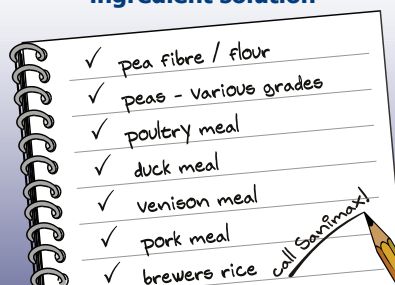 ingredient solution
✓ pea fibre / flour
✓ peas - various grades
✓ poultry meal
✓ duck meal
✓ venison meal
✓ pork meal
✓ brewers rice
call Sanimax!